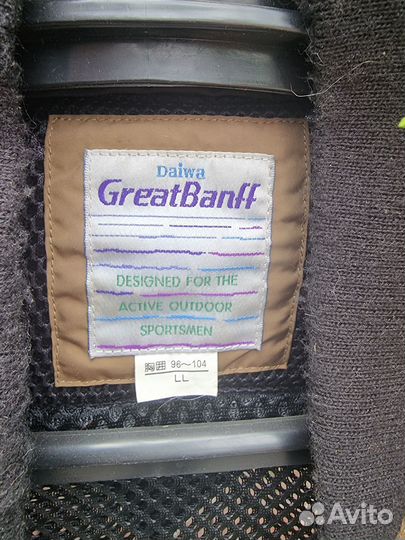 Daiwa
GreatBanff
DESIGNED FOR THE
ACTIVE OUTDOOR
SPORTSMEN
胸囲 96〜104
LL
Avito